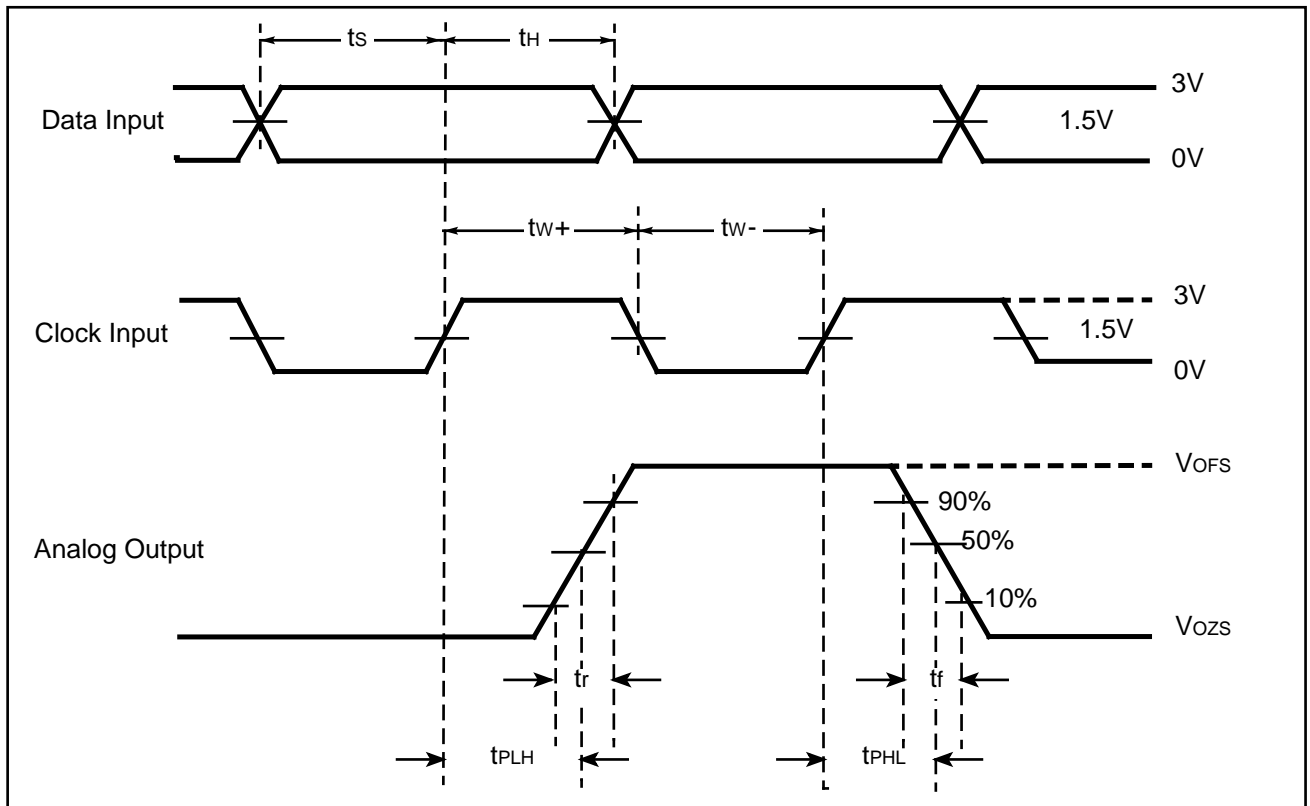 ts tH
3V
Data Input
1.5V
0V
tw+ tw-
3V
Clock Input
1.5V
0V
VOFS
90%
Analog Output
50%
10%
VOZS
tr tf
tPLH tPHL